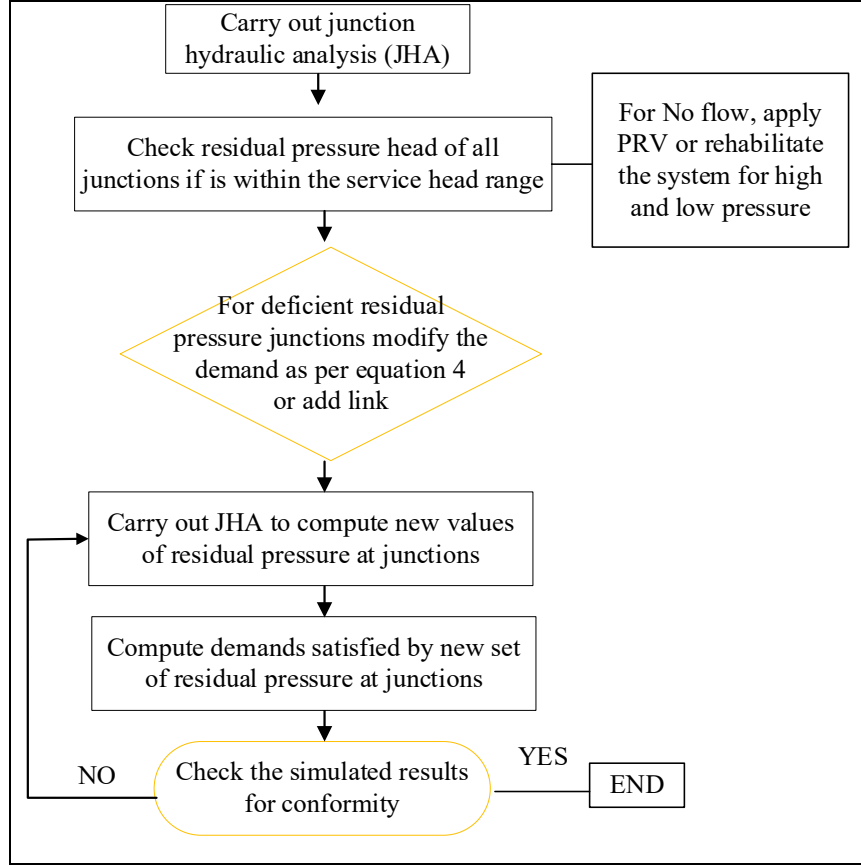 Carry out junction
hydraulic analysis (JHA)
For No flow, apply
PRV or rehabilitate
the system for high
and low pressure
Check residual pressure head of all
junctions if is within the service head range
For deficient residual
pressure junctions modify the
demand as per equation 4
or add link
Carry out JHA to compute new values
of residual pressure at junctions
Compute demands satisfied by new set
of residual pressure at junctions
NO
Check the simulated results
for conformity
YES
END